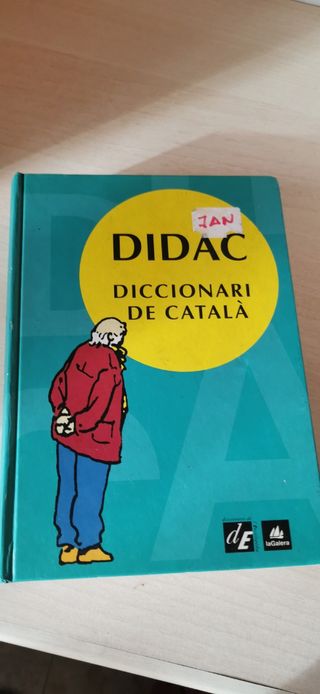 JAN
DIDAC
DICCIONARI
DE CATALÀ
dE
laGalera